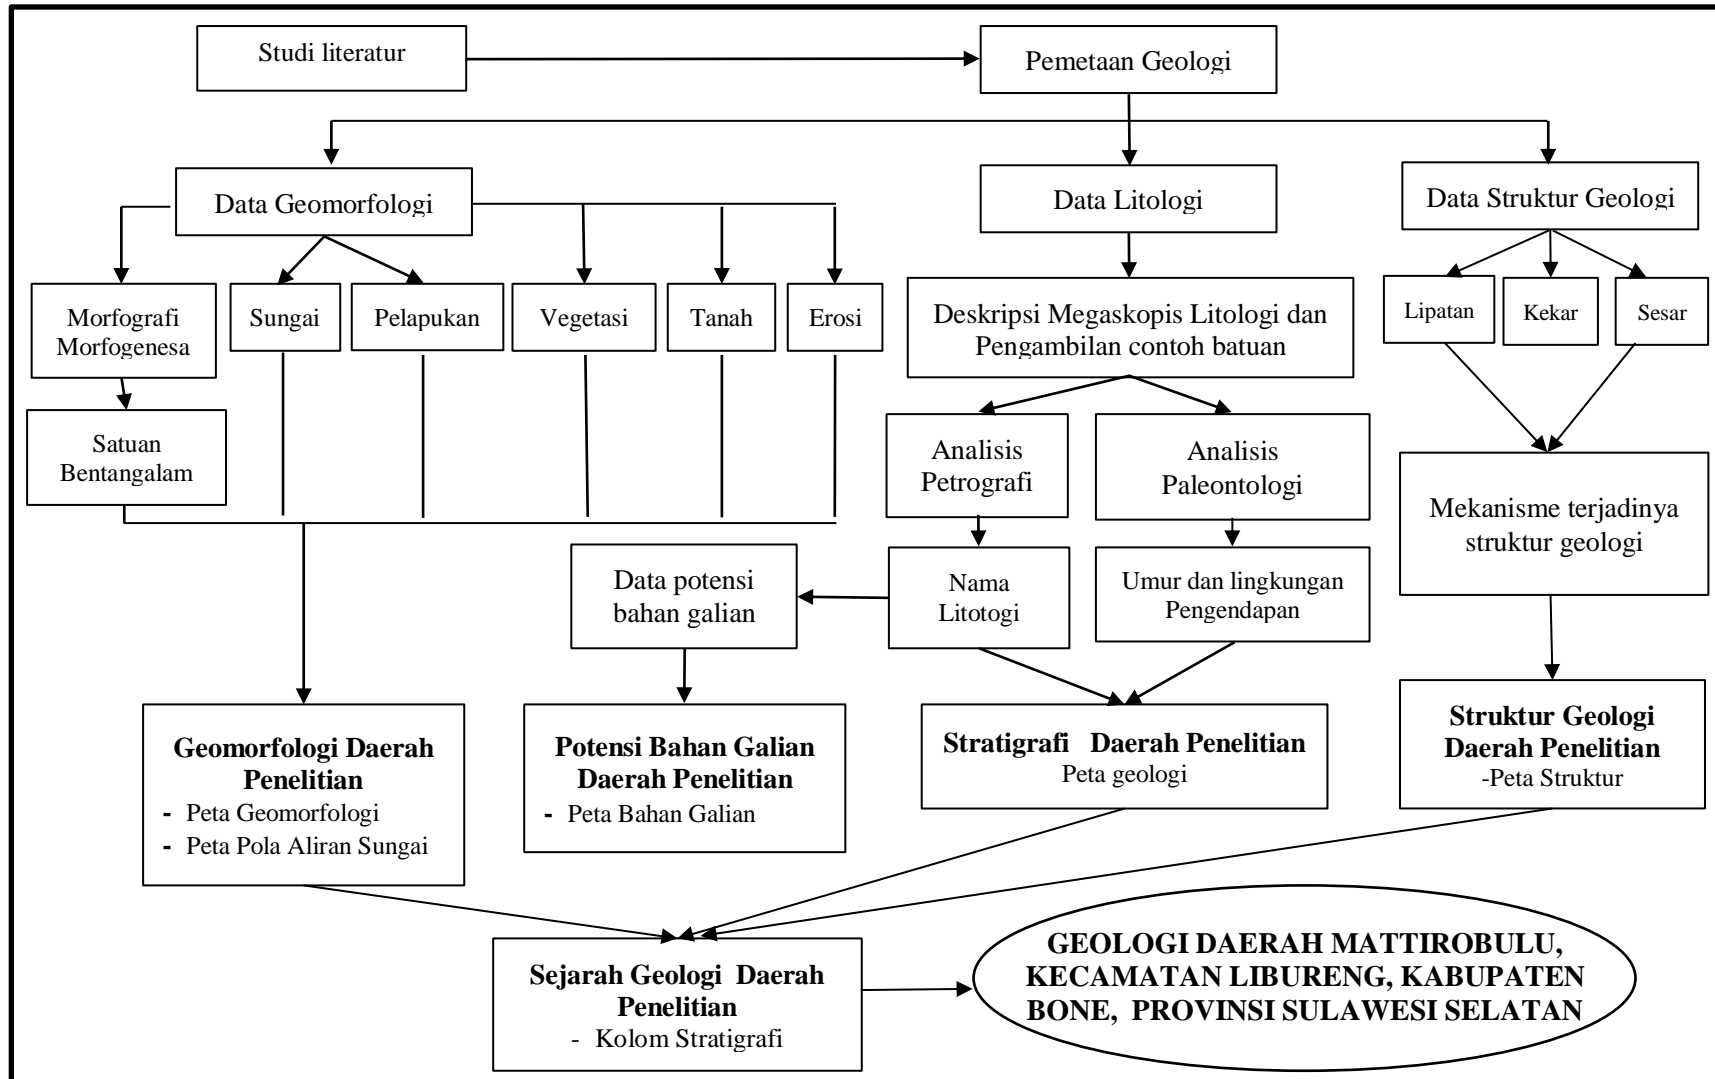 Studi literatur
Pemetaan Geologi
Data Geomorfologi
Data Litologi
Data Struktur Geologi
Morfografi
Morfogenesa
Sungai
Pelapukan
Vegetasi
Tanah
Erosi
Deskripsi Megaskopis Litologi dan
Pengambilan contoh batuan
Lipatan
Kekar
Sesar
Satuan
Bentangalam
Analisis
Petrografi
Analisis
Paleontologi
Mekanisme terjadinya
struktur geologi
Data potensi
bahan galian
Nama
Litotogi
Umur dan lingkungan
Pengendapan
Geomorfologi Daerah
Penelitian
- Peta Geomorfologi
- Peta Pola Aliran Sungai
Potensi Bahan Galian
Daerah Penelitian
- Peta Bahan Galian
Stratigrafi Daerah Penelitian
Peta geologi
Struktur Geologi
Daerah Penelitian
-Peta Struktur
Sejarah Geologi Daerah
Penelitian
- Kolom Stratigrafi
GEOLOGI DAERAH MATTIROBULU,
KECAMATAN LIBURENG, KABUPATEN
BONE, PROVINSI SULAWESI SELATAN